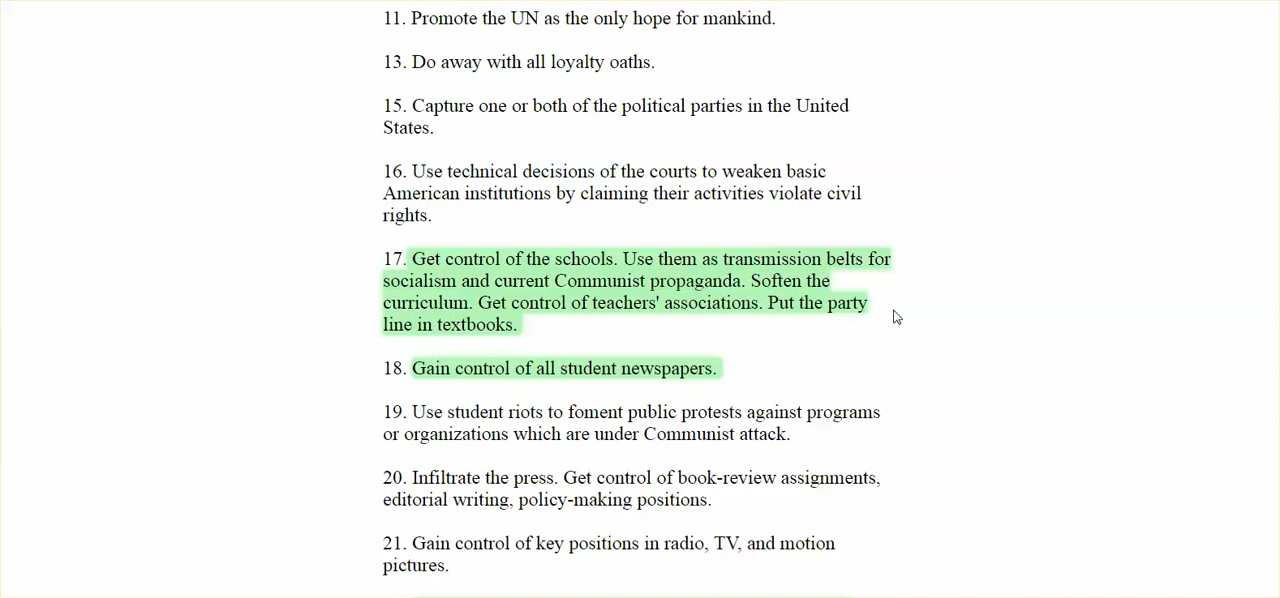 11. Promote the UN as the only hope for mankind.
13. Do away with all loyalty oaths.
15. Capture one or both of the political parties in the United
States.
16. Use technical decisions of the courts to weaken basic
American institutions by claiming their activities violate civil
rights.
17. Get control of the schools. Use them as transmission belts for
socialism and current Communist propaganda. Soften the
curriculum. Get control of teachers' associations. Put the party
line in textbooks.
18. Gain control of all student newspapers.
19. Use student riots to foment public protests against programs
or organizations which are under Communist attack.
20. Infiltrate the press. Get control of book-review assignments,
editorial writing, policy-making positions.
21. Gain control of key positions in radio, TV, and motion
pictures.